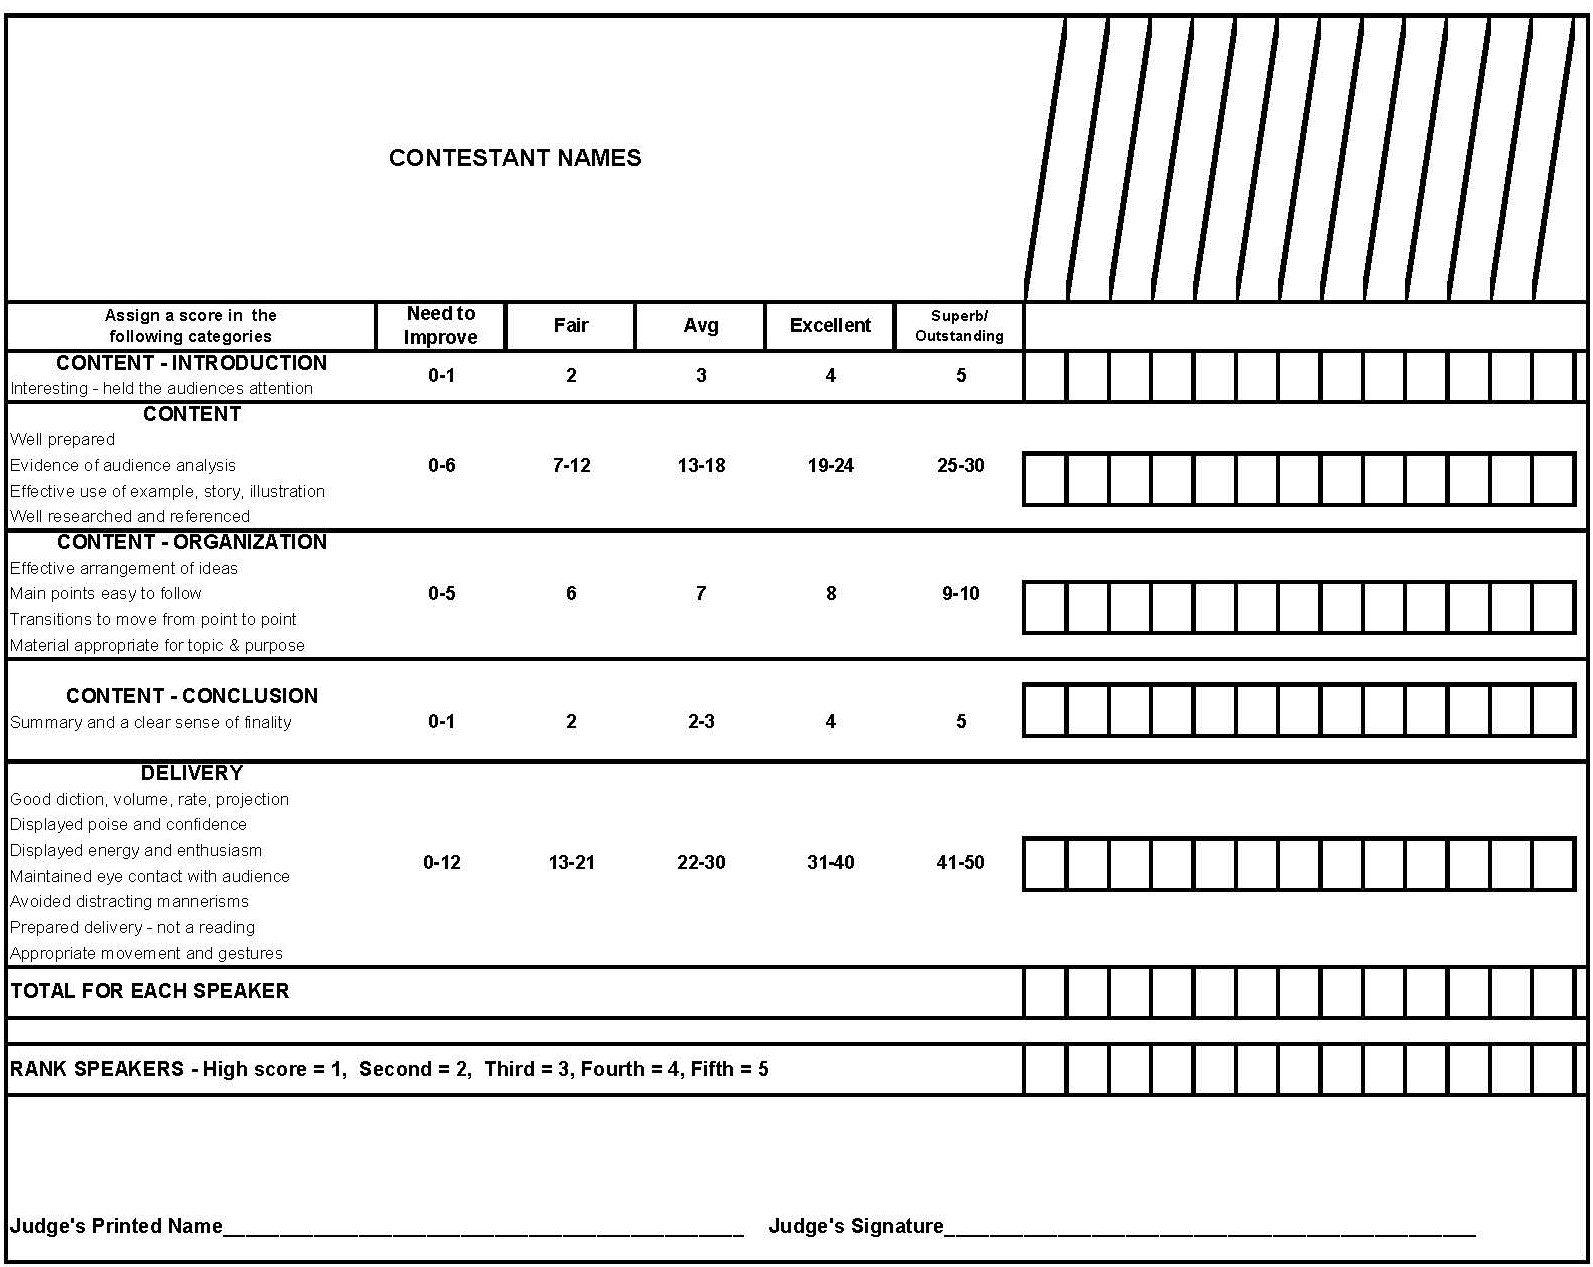 CONTESTANT NAMES
Assign a score in the
following categories
Need to
Improve
Fair
Avg
Excellent
Superb/
Outstanding
CONTENT - INTRODUCTION
Interesting - held the audiences attention
0-1 2 3 4 5
CONTENT
Well prepared
Evidence of audience analysis
0-6 7-12 13-18 19-24 25-30
Effective use of example, story, illustration
Well researched and referenced
CONTENT - ORGANIZATION
Effective arrangement of ideas
Main points easy to follow
0-5 6 7 8 9-10
Transitions to move from point to point
Material appropriate for topic & purpose
CONTENT - CONCLUSION
Summary and a clear sense of finality
0-1 2 2-3 4 5
DELIVERY
Good diction, volume, rate, projection
Displayed poise and confidence
Displayed energy and enthusiasm
0-12 13-21 22-30 31-40 41-50
Maintained eye contact with audience
Avoided distracting mannerisms
Prepared delivery - not a reading
Appropriate movement and gestures
TOTAL FOR EACH SPEAKER
RANK SPEAKERS - High score = 1, Second = 2, Third = 3, Fourth = 4, Fifth = 5
Judge's Printed Name______________________________________________ Judge's Signature_______________________________________________